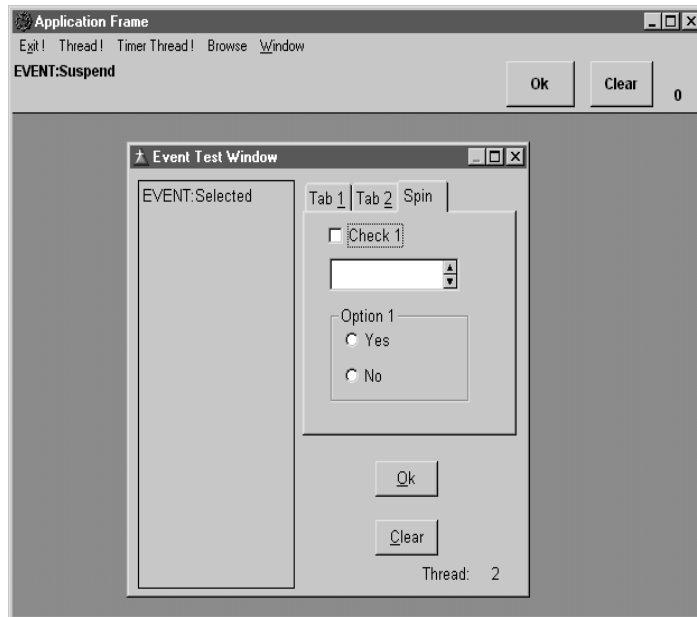 Application Frame
Exit! Thread! Timer Thread! Browse Window
EVENT:Suspend
Ok Clear 0
Event Test Window
EVENT:Selected
Tab 1 Tab 2 Spin
Check 1
Option 1
Yes
No
Ok
Clear
Thread: 2